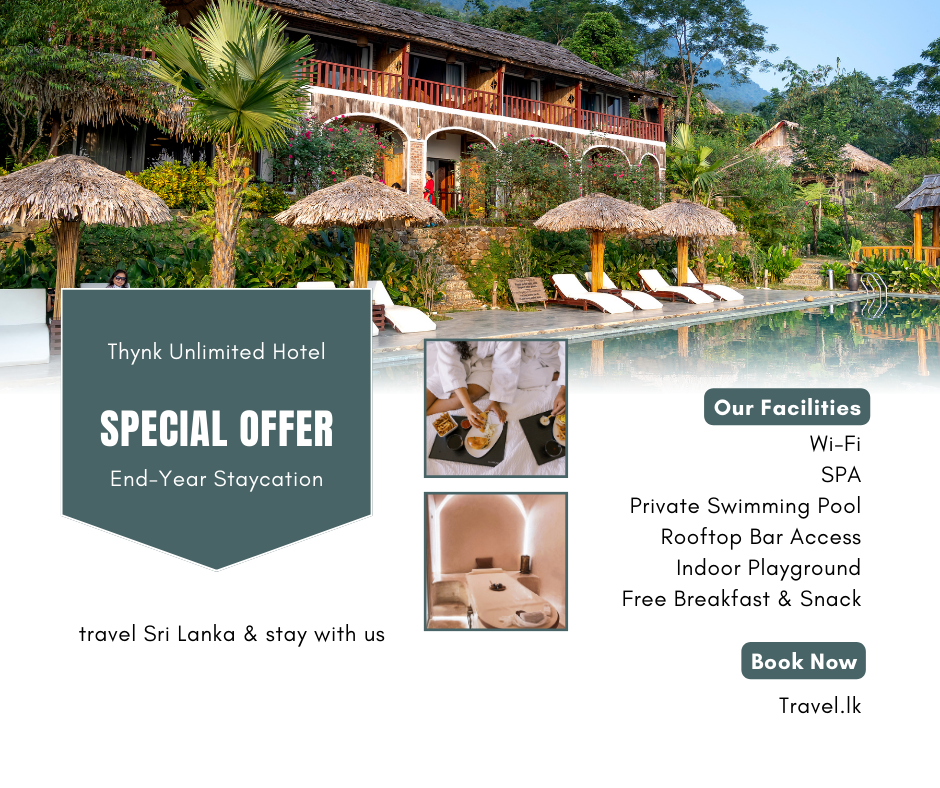 Thynk Unlimited Hotel
SPECIAL OFFER
End-Year Staycation
travel Sri Lanka & stay with us
Our Facilities
Wi-Fi
SPA
Private Swimming Pool
Rooftop Bar Access
Indoor Playground
Free Breakfast & Snack
Book Now
Travel.lk